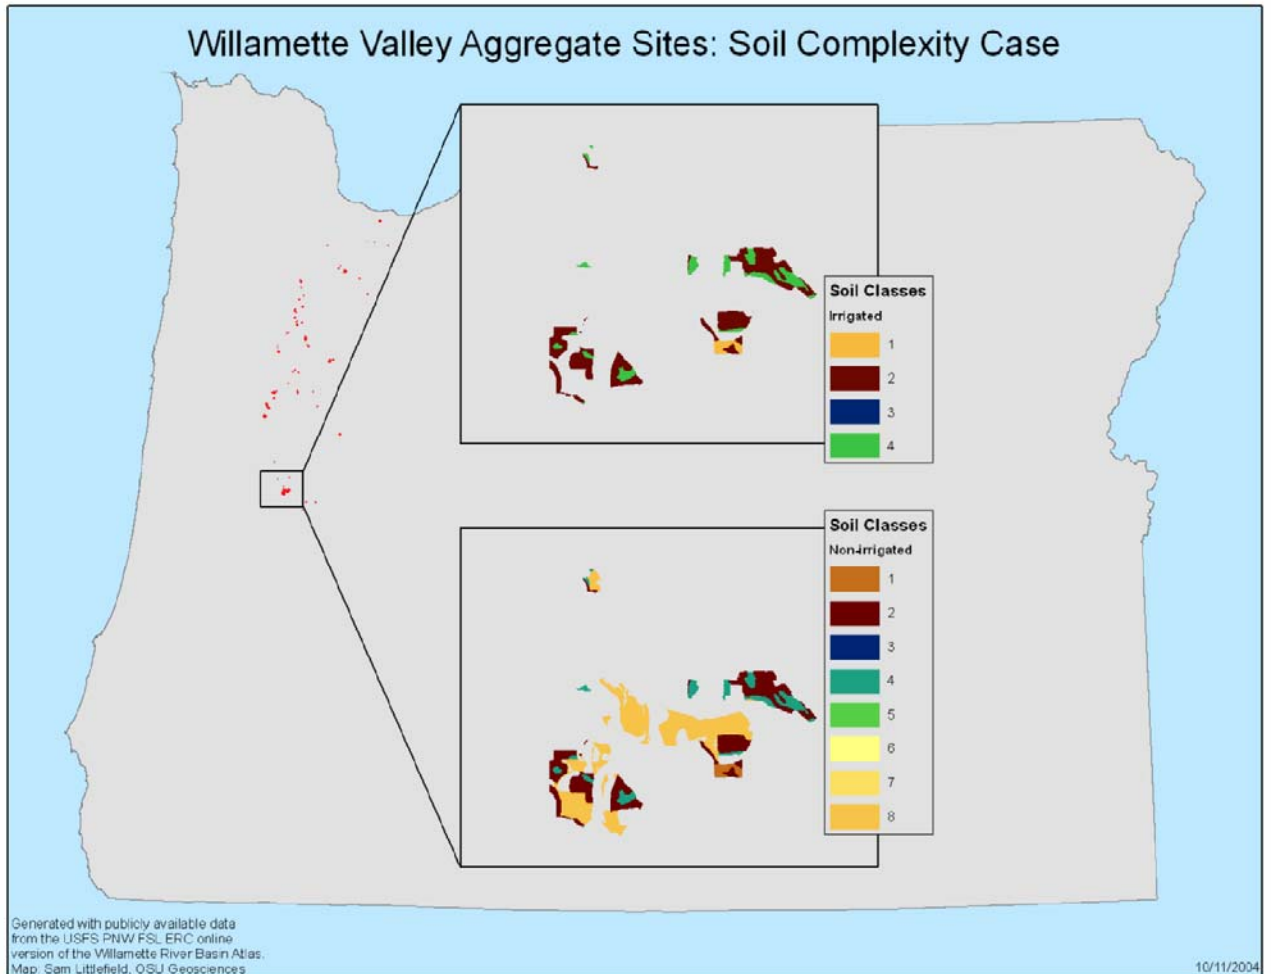 Willamette Valley Aggregate Sites: Soil Complexity Case
Soil Classes
Irrigated
1
2
3
4
Soil Classes
Non-irrigated
1
2
3
4
5
6
7
8
Generated with publicly available data
from the USFS PNW FSL ERC online
version of the Willamette River Basin Atlas.
Map: Sam Littlefield, OSU Geosciences
10/11/2004